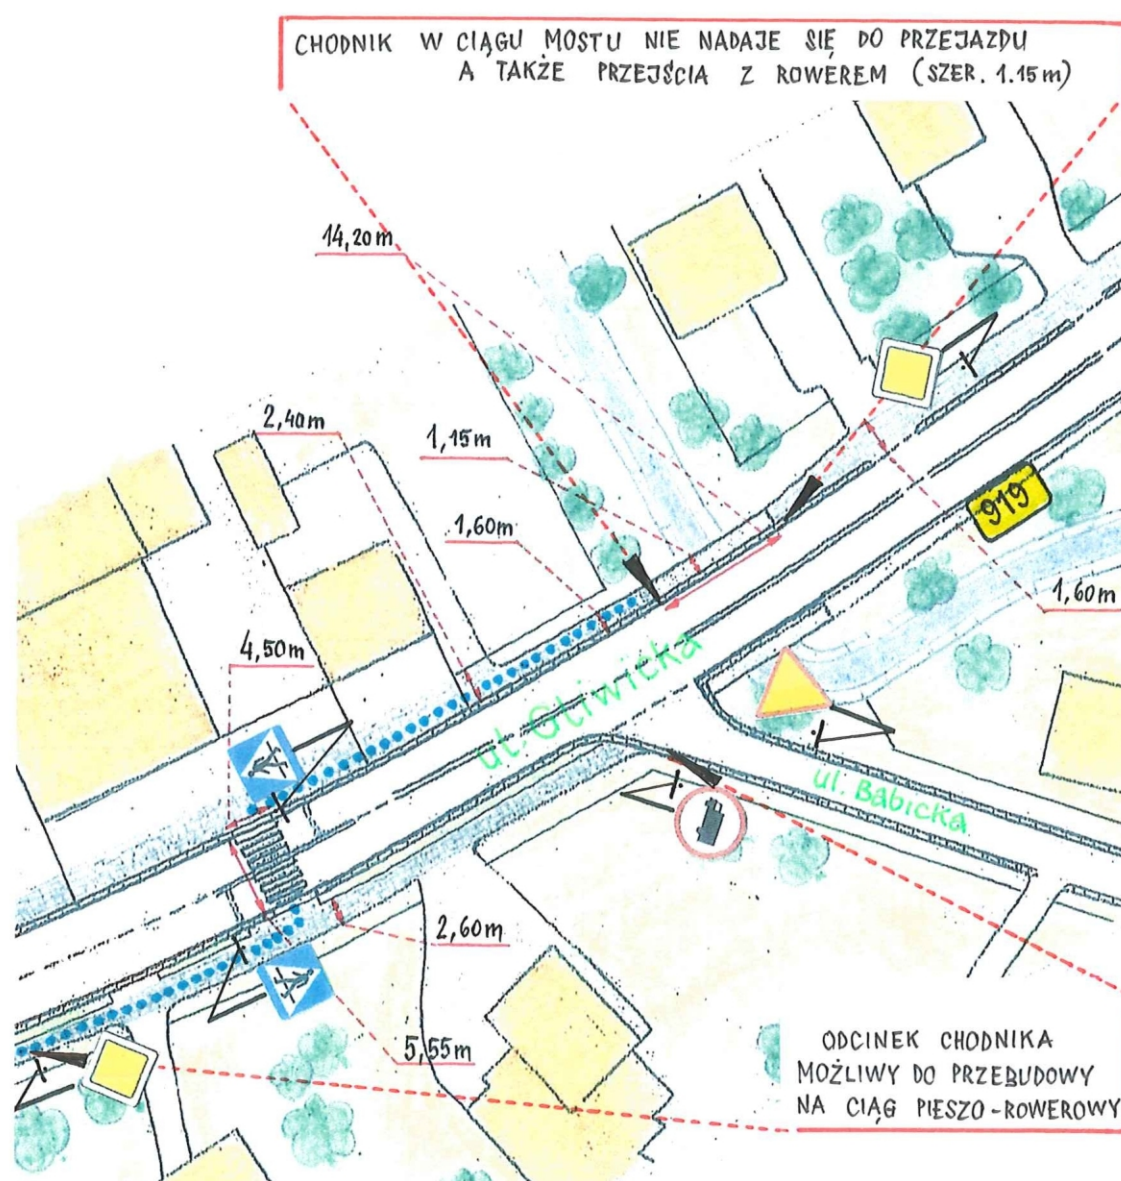 CHODNIK W CIĄGU MOSTU NIE NADAJE SIĘ DO PRZEJAZDU
A TAKŻE PRZEJŚCIA Z ROWEREM (SZER. 1.15m)
14,20m
2,40m
1,15m
1,60m
919
1,60m
4,50m
ul. Gliwicka
ul. Babicka
2,60m
5,55m
ODCINEK CHODNIKA
MOŻLIWY DO PRZEBUDOWY
NA CIĄG PIESZO-ROWEROWY